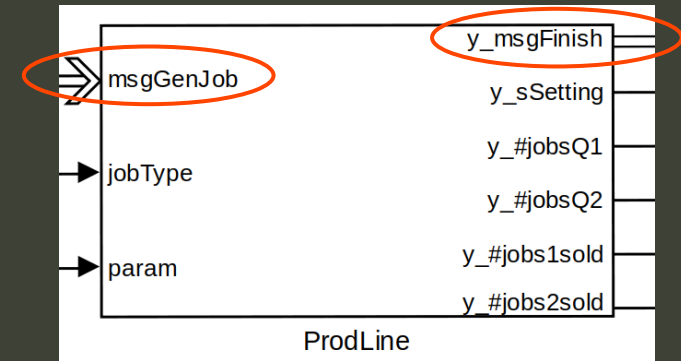 msgGenJob
jobType
param
y_msgFinish
y_sSetting
y_#jobsQ1
y_#jobsQ2
y_#jobs1sold
y_#jobs2sold
ProdLine